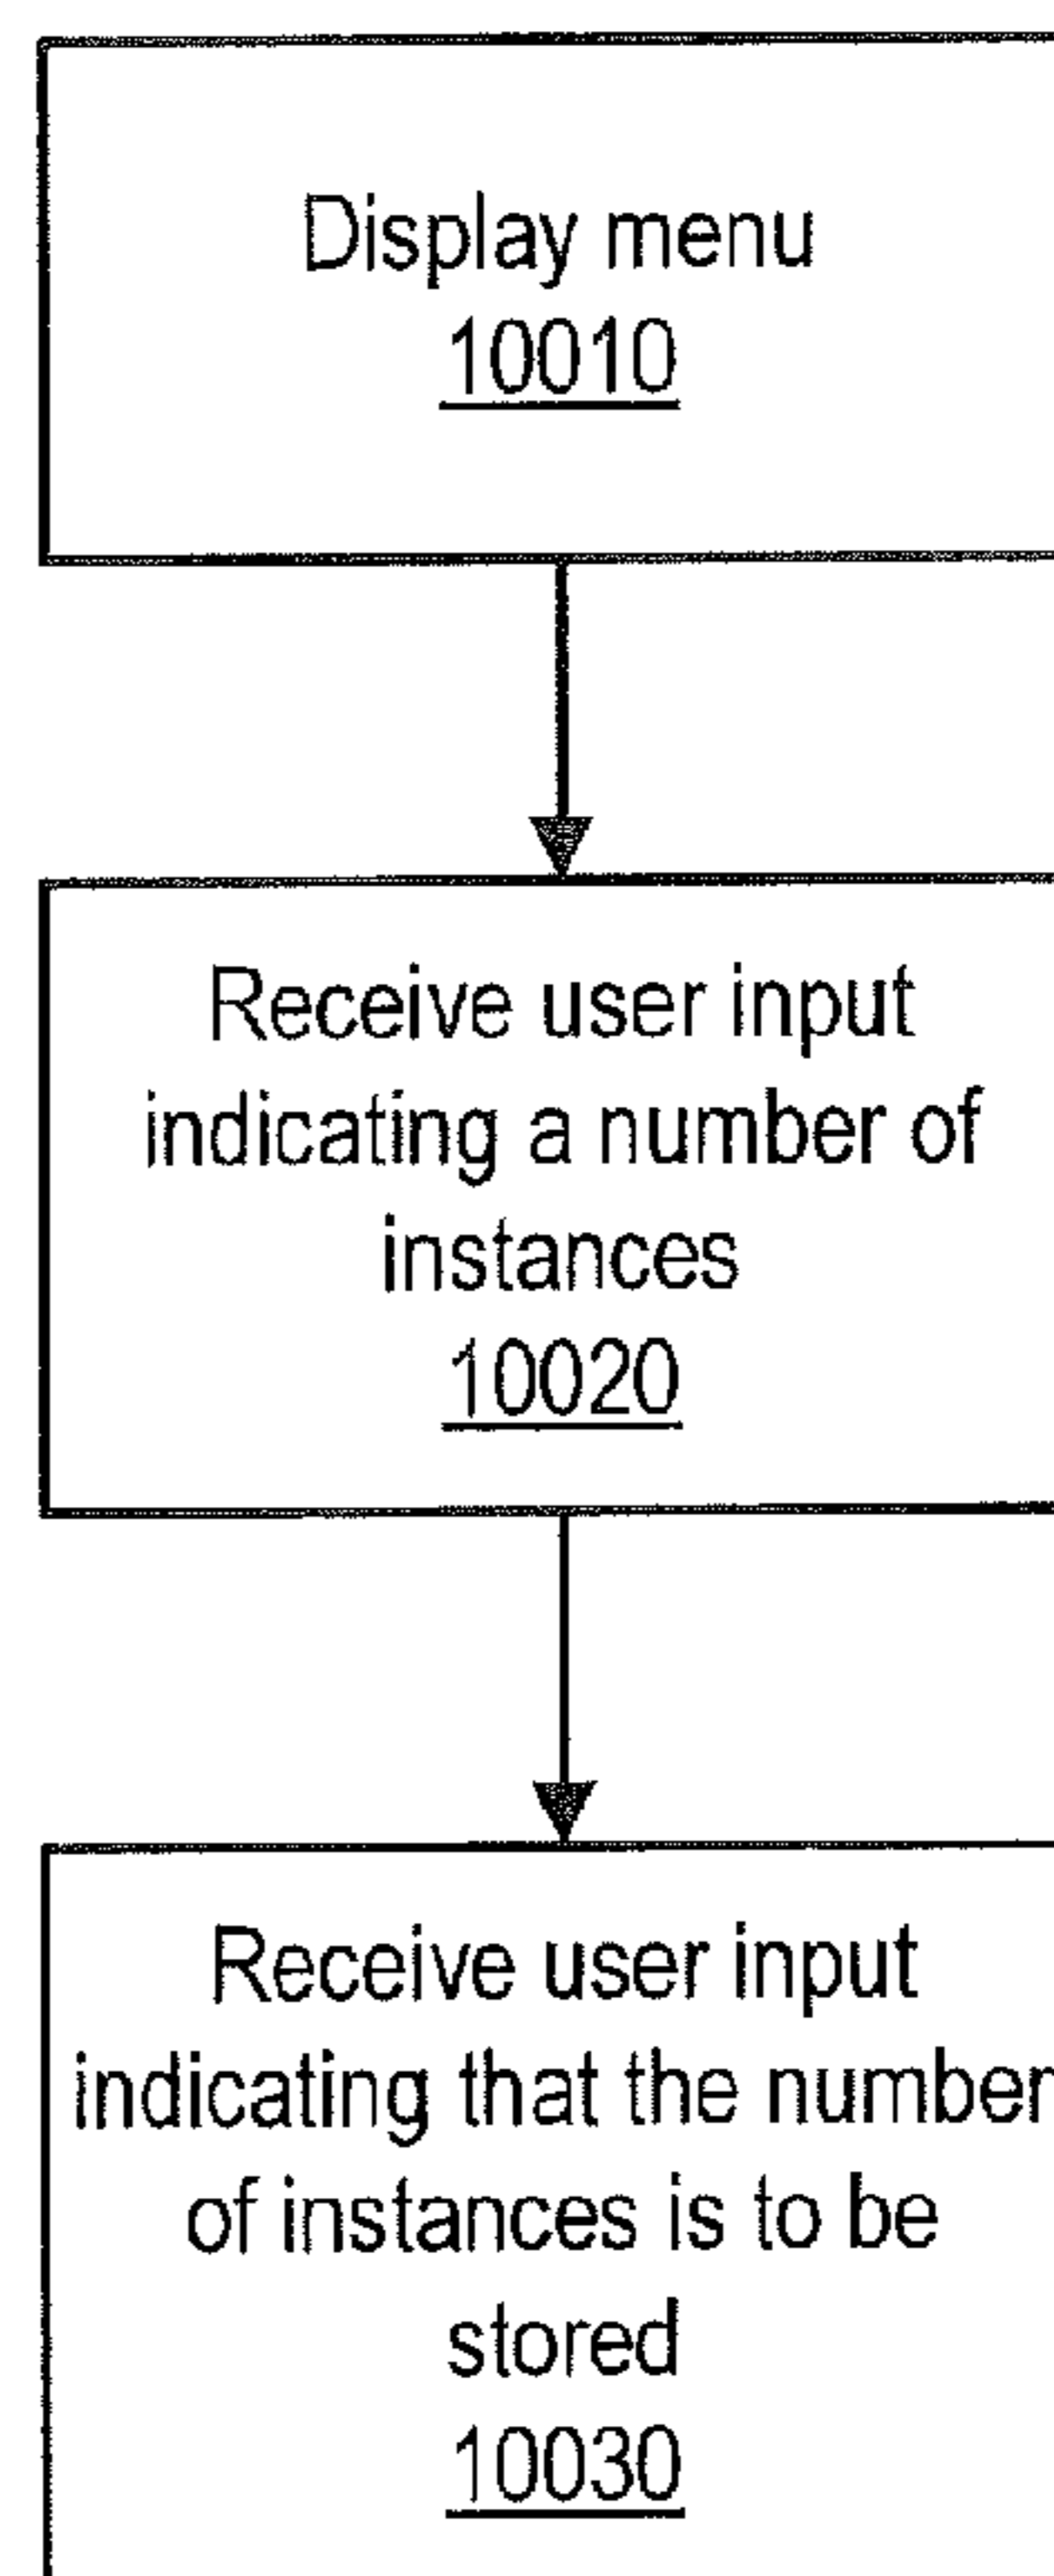 Display menu
10010
Receive user input
indicating a number of
instances
10020
Receive user input
indicating that the number
of instances is to be
stored
10030